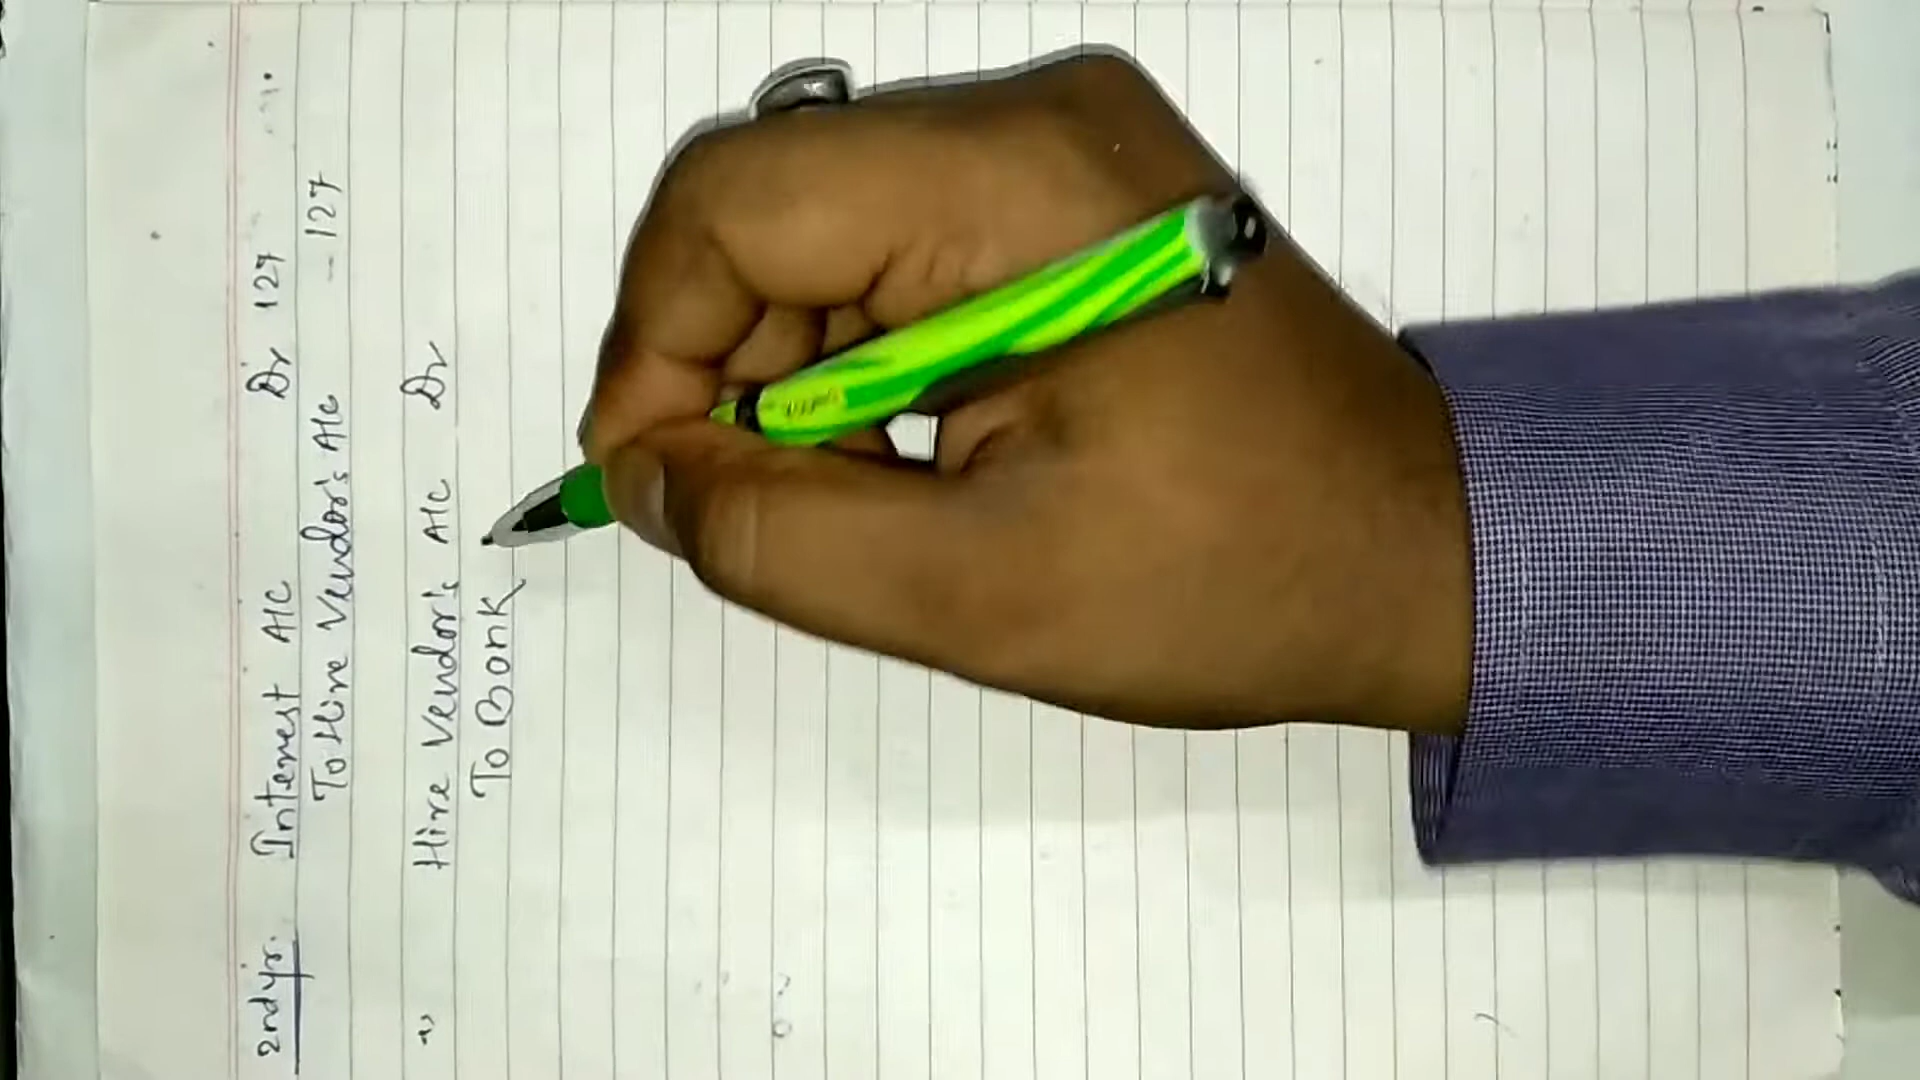 2nd yr. Interest A/C Dr 127
To Hire Vendor's A/C - 127
" Hire Vendor's A/C Dr
To Bank